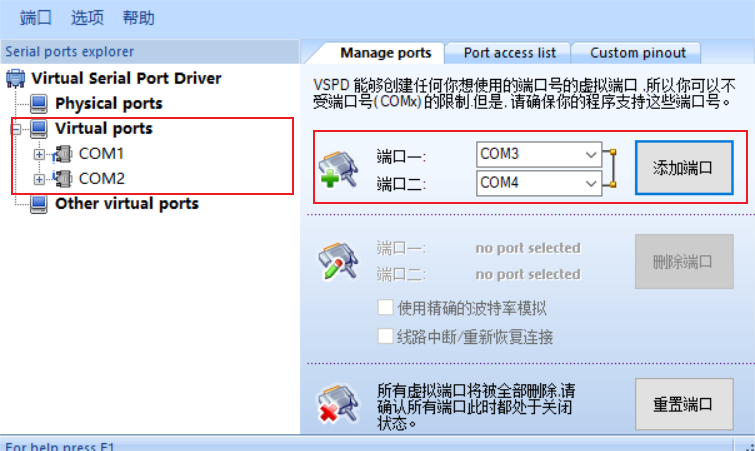 端口 选项 帮助
Serial ports explorer
Virtual Serial Port Driver
Physical ports
Virtual ports
COM1
COM2
Other virtual ports
Manage ports Port access list Custom pinout
VSPD 能够创建任何你想使用的端口号的虚拟端口 .所以你可以不
受端口号(COMx)的限制.但是. 请确保你的程序支持这些端口号。
端口一: COM3
端口二: COM4
添加端口
端口一: no port selected
端口二: no port selected
删除端口
使用精确的波特率模拟
线路中断/重新恢复连接
所有虚拟端口将被全部删除.请
确认所有端口此时都处于关闭
状态。
重置端口
For help press F1